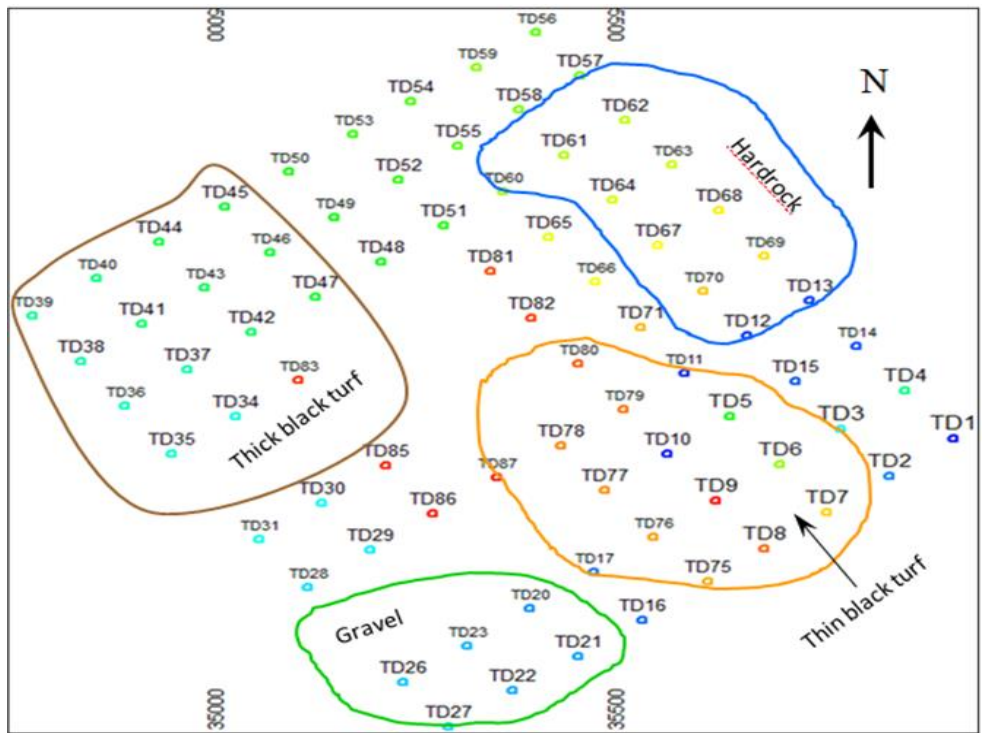 TD56
TD59 TD57
TD54 TD58 N
TD53 TD55 TD62
TD50 TD52 TD61 TD63 Hardrock
TD45 TD49 TD60 TD64 TD68
TD44 TD46 TD51 TD65 TD67 TD69
TD40 TD43 TD48 TD81 TD66 TD70 TD13
TD39 TD41 TD42 TD47 TD82 TD71 TD12 TD14
TD38 TD37 TD83 TD80 TD11 TD15 TD4
TD36 TD34 TD79 TD5 TD3 TD1
TD35 Thick black turf TD85 TD78 TD10 TD6 TD2
TD30 TD86 TD87 TD77 TD9 TD7
TD31 TD29 TD76 TD8
TD28 TD17 TD75 Thin black turf
Gravel TD20 TD16
TD23 TD21
TD26 TD22
TD27
35000 35500